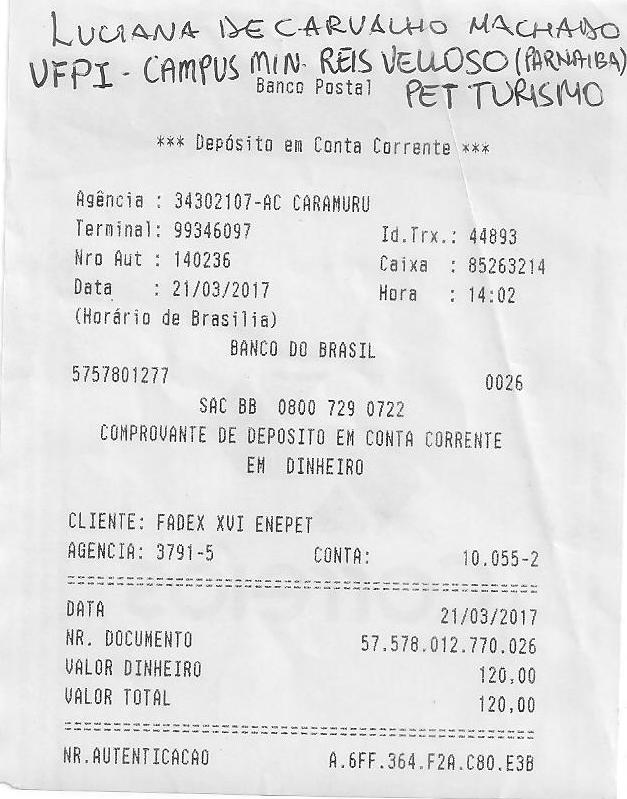 LUCIANA DE CARVALHO MACHADO
UFPI - CAMPUS MIN. REIS VELLOSO (PARNAIBA)
Banco Postal
PET TURISMO
*** Depósito em Conta Corrente ***
Agência : 34302107-AC CARAMURU
Terminal: 99346097 Id.Trx.: 44893
Nro Aut : 140236 Caixa : 85263214
Data : 21/03/2017 Hora : 14:02
(Horário de Brasilia)
BANCO DO BRASIL
5757801277 0026
SAC BB 0800 729 0722
COMPROVANTE DE DEPOSITO EM CONTA CORRENTE
EM DINHEIRO
CLIENTE: FADEX XVI ENEPET
AGENCIA: 3791-5 CONTA: 10.055-2
DATA 21/03/2017
NR. DOCUMENTO 57.578.012.770.026
VALOR DINHEIRO 120,00
VALOR TOTAL 120,00
NR.AUTENTICACAO A.6FF.364.F2A.C80.E3B